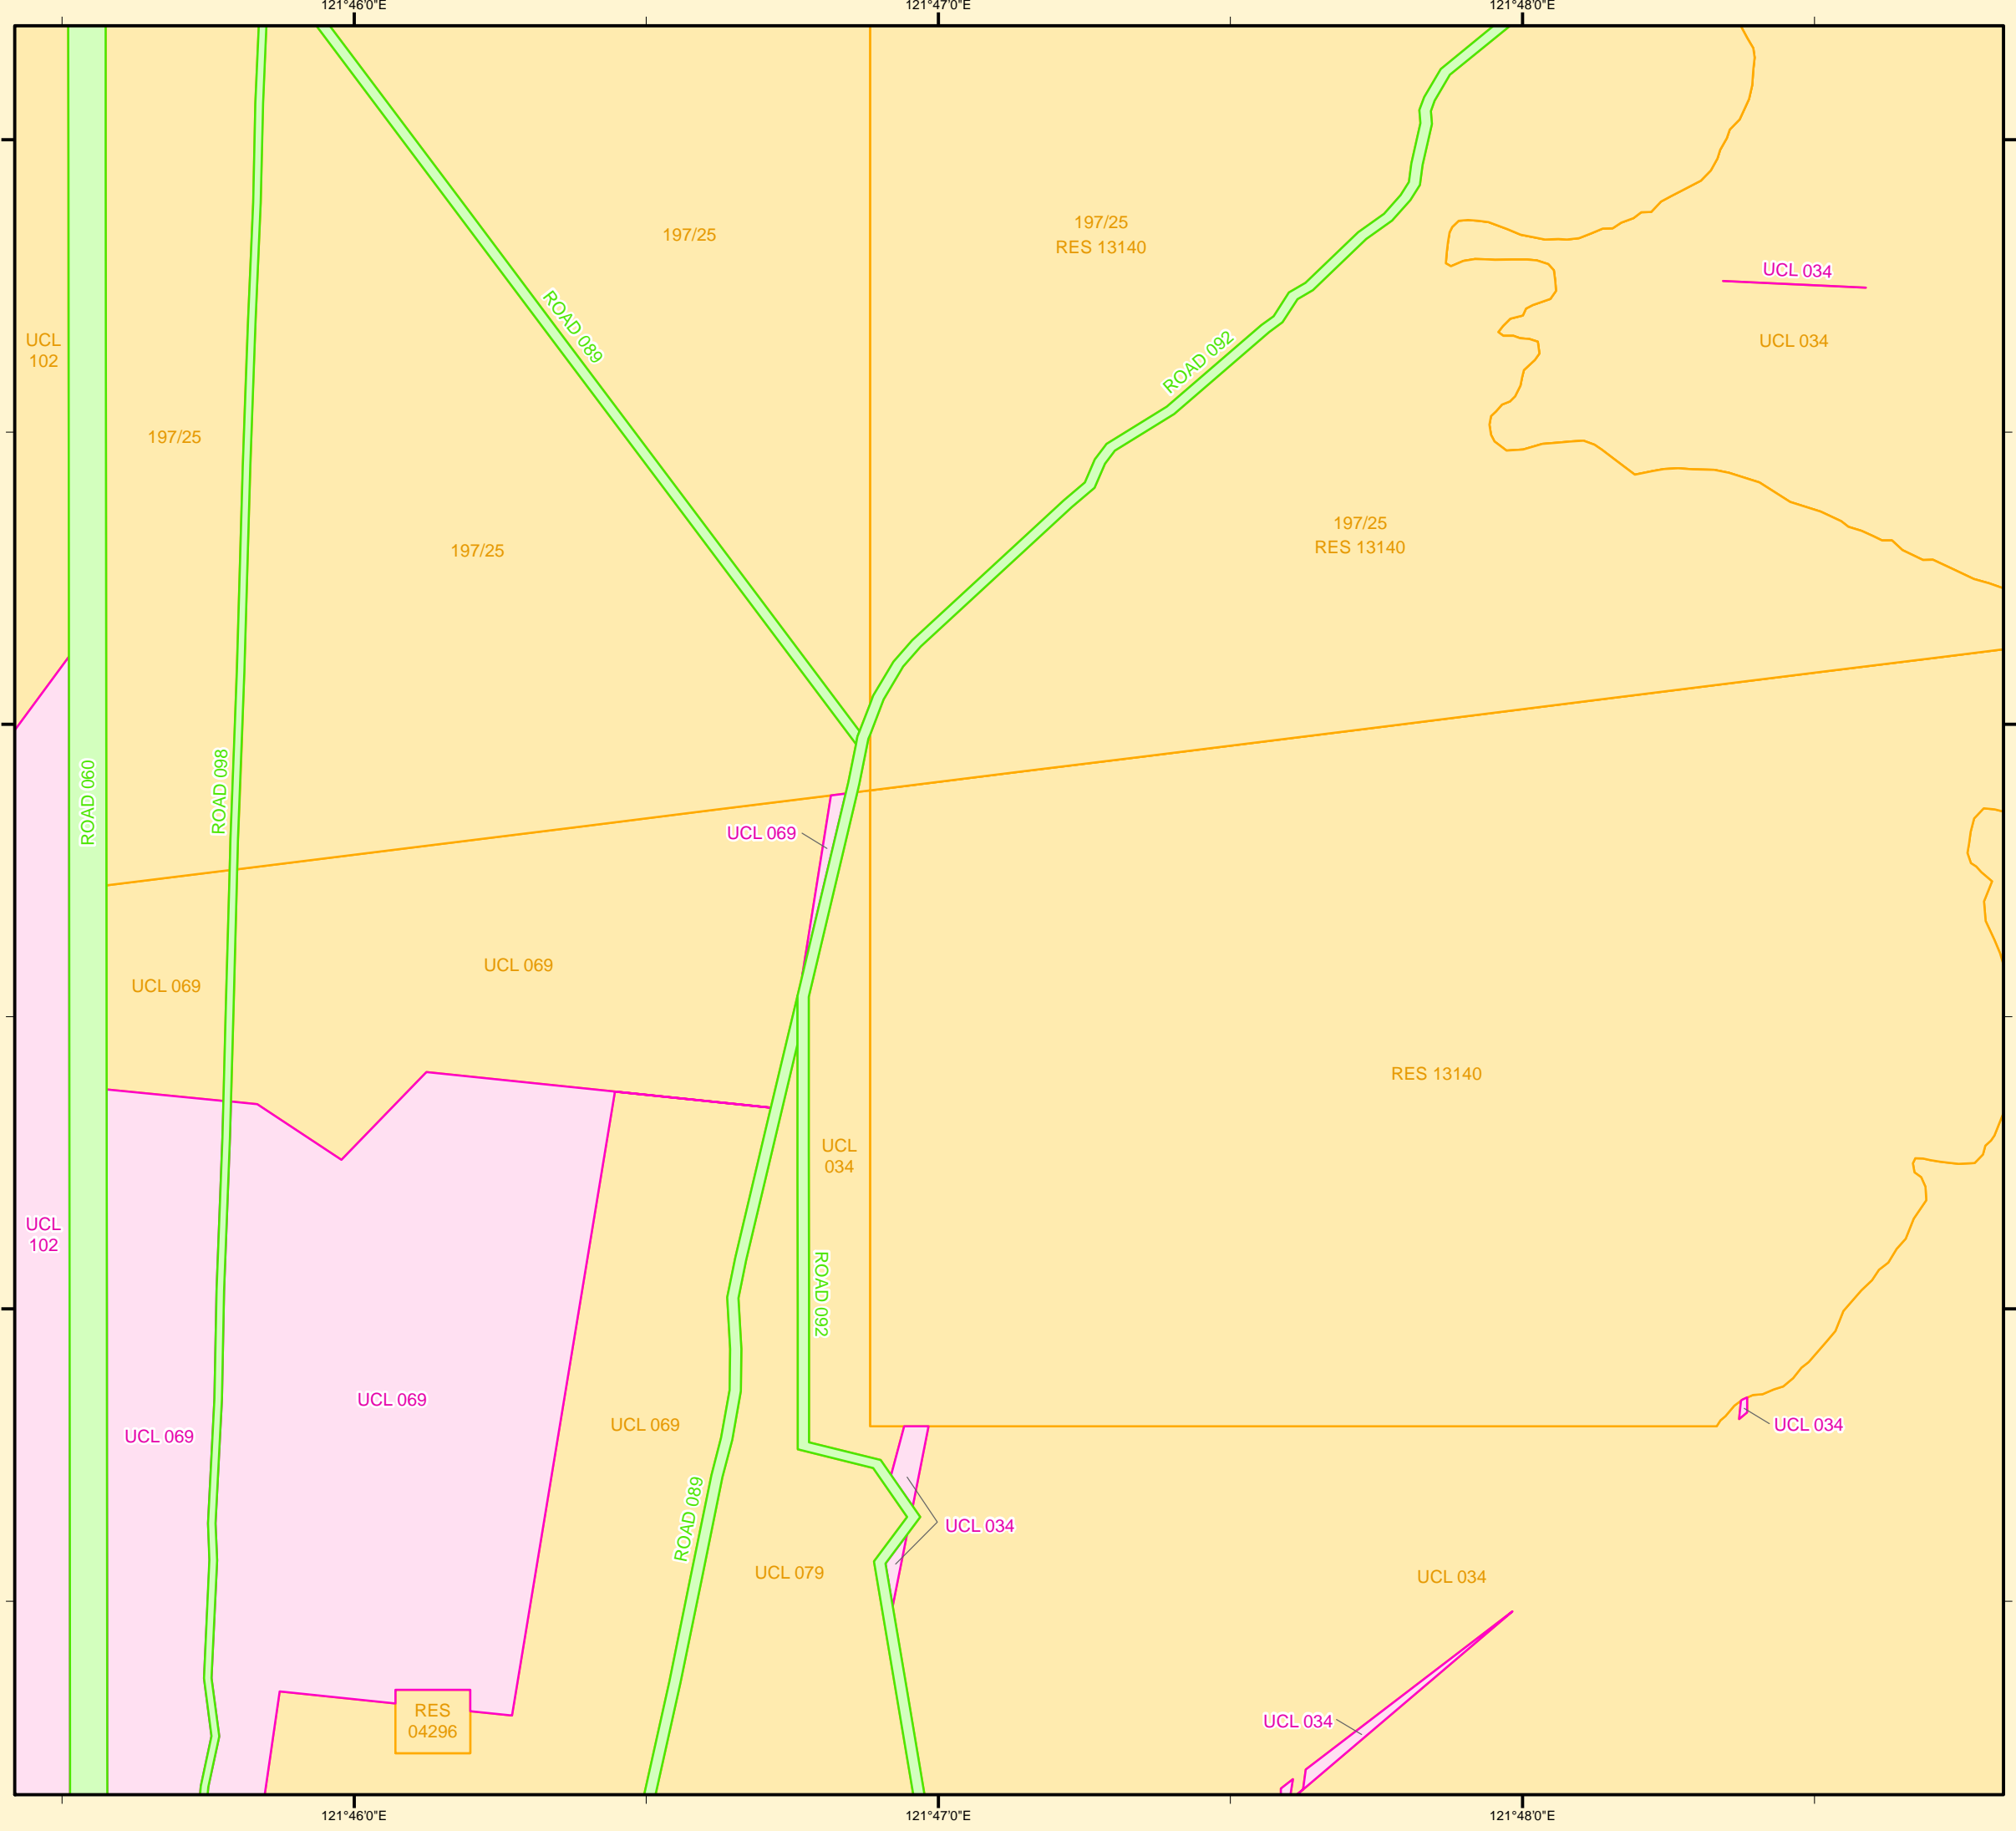 121°46'0"E
121°47'0"E
121°48'0"E
197/25
197/25
RES 13140
UCL 034
UCL
102
ROAD 089
UCL 034
ROAD 092
197/25
197/25
197/25
RES 13140
ROAD 060
ROAD 098
UCL 069
UCL 069
UCL 069
RES 13140
UCL
034
UCL
102
ROAD 092
UCL 069
UCL 069
UCL 069
UCL 034
ROAD 089
UCL 034
UCL 079
UCL 034
RES
04296
UCL 034
121°46'0"E
121°47'0"E
121°48'0"E